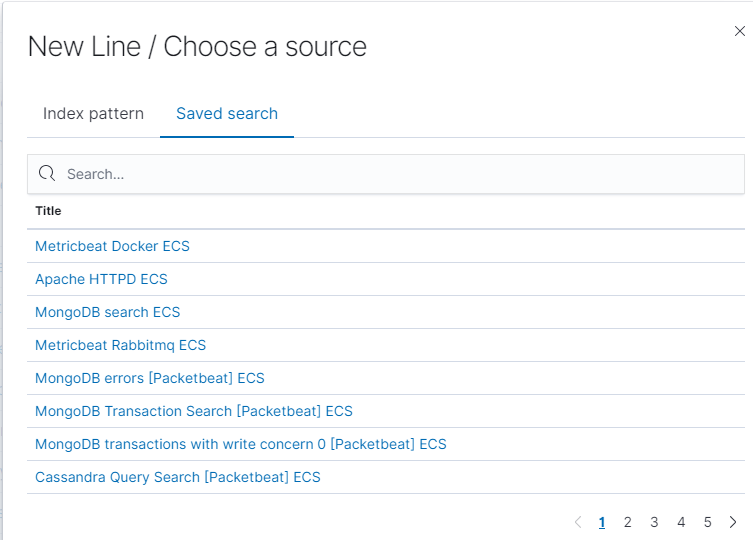 New Line / Choose a source
Index pattern Saved search
Search...
Title
Metricbeat Docker ECS
Apache HTTPD ECS
MongoDB search ECS
Metricbeat Rabbitmq ECS
MongoDB errors [Packetbeat] ECS
MongoDB Transaction Search [Packetbeat] ECS
MongoDB transactions with write concern 0 [Packetbeat] ECS
Cassandra Query Search [Packetbeat] ECS
1 2 3 4 5